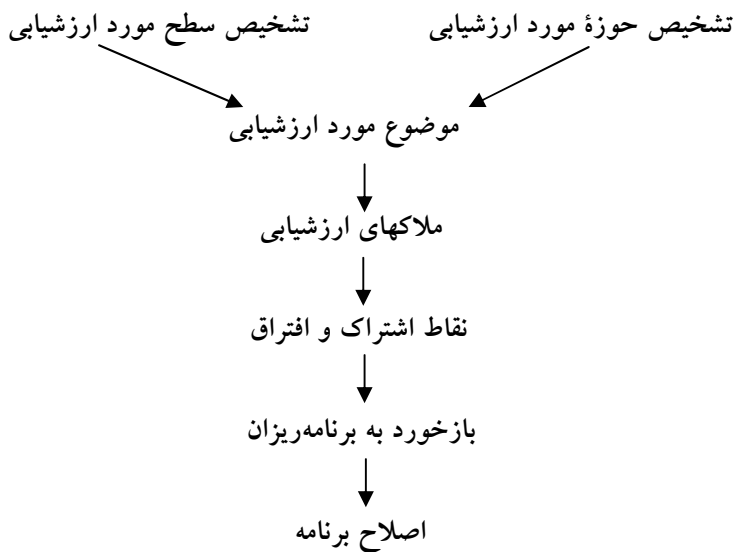 تشخیص حوزهٔ مورد ارزشیابی تشخیص سطح مورد ارزشیابی
موضوع مورد ارزشیابی
ملاکهای ارزشیابی
نقاط اشتراک و افتراق
بازخورد به برنامه‌ریزان
اصلاح برنامه